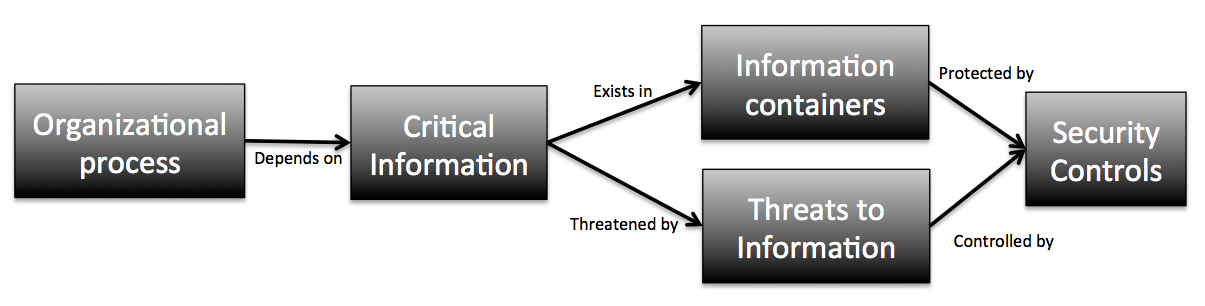 Organizational
process
Depends on
Critical
Information
Exists in
Information
containers
Protected by
Threatened by
Threats to
Information
Controlled by
Security
Controls